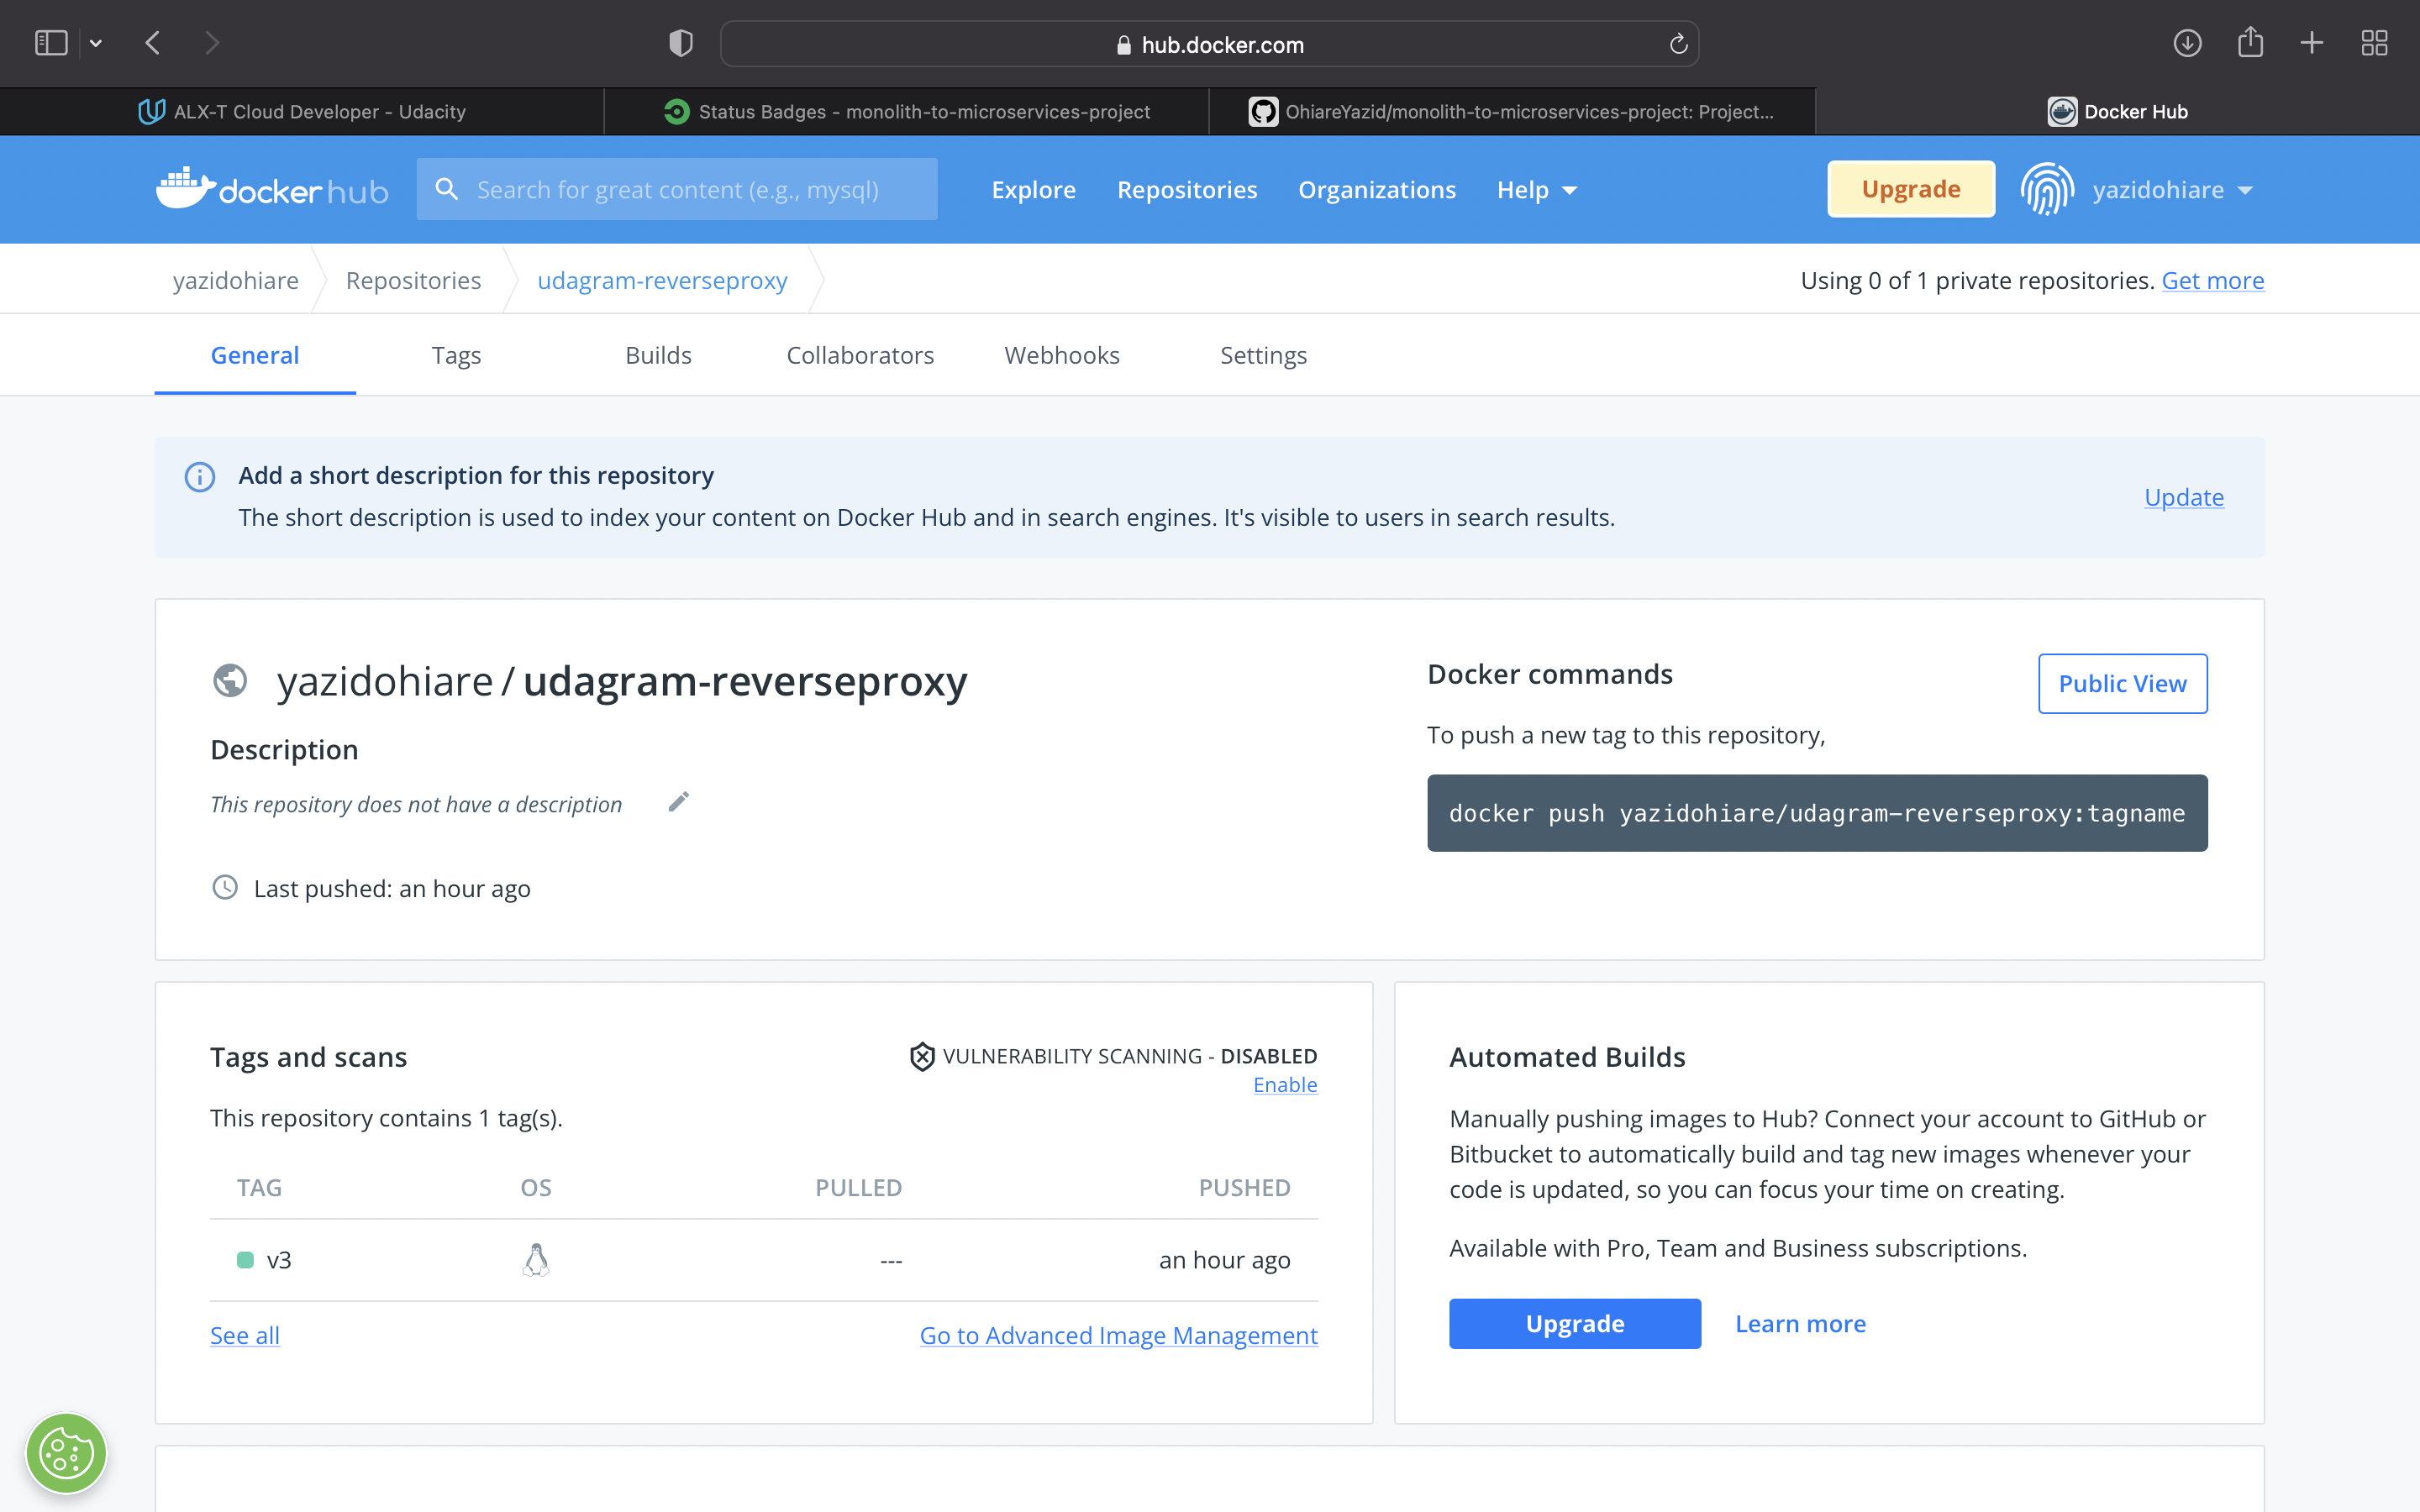 hub.docker.com
ALX-T Cloud Developer - Udacity
Status Badges - monolith-to-microservices-project
OhiareYazid/monolith-to-microservices-project: Project...
Docker Hub
docker hub
Search for great content (e.g., mysql)
Explore
Repositories
Organizations
Help
Upgrade
yazidohiare
yazidohiare
Repositories
udagram-reverseproxy
Using 0 of 1 private repositories. Get more
General
Tags
Builds
Collaborators
Webhooks
Settings
Add a short description for this repository
The short description is used to index your content on Docker Hub and in search engines. It's visible to users in search results.
Update
yazidohiare / udagram-reverseproxy
Description
This repository does not have a description
Last pushed: an hour ago
Docker commands
Public View
To push a new tag to this repository,
docker push yazidohiare/udagram-reverseproxy:tagname
Tags and scans
VULNERABILITY SCANNING - DISABLED
Enable
This repository contains 1 tag(s).
TAG OS PULLED PUSHED
v3 --- an hour ago
See all
Go to Advanced Image Management
Automated Builds
Manually pushing images to Hub? Connect your account to GitHub or
Bitbucket to automatically build and tag new images whenever your
code is updated, so you can focus your time on creating.
Available with Pro, Team and Business subscriptions.
Upgrade
Learn more